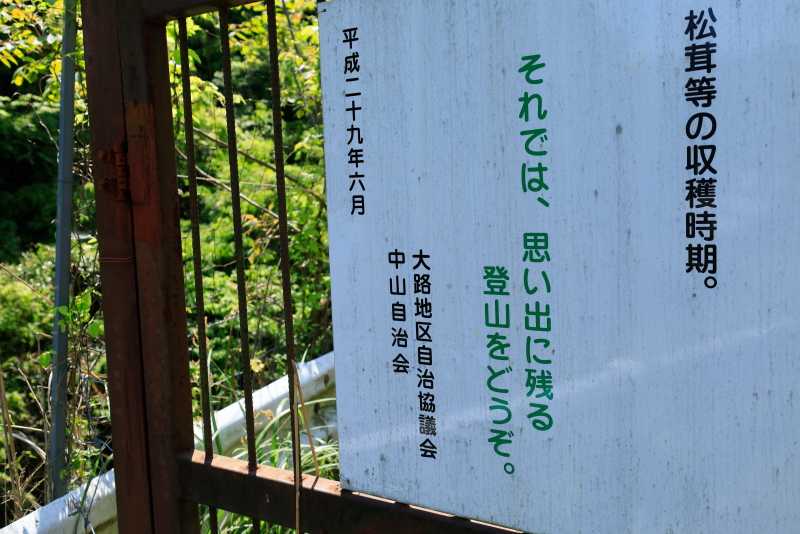 松茸等の収穫時期。
それでは、思い出に残る
登山をどうぞ。
大路地区自治協議会
中山自治会
平成二十九年六月